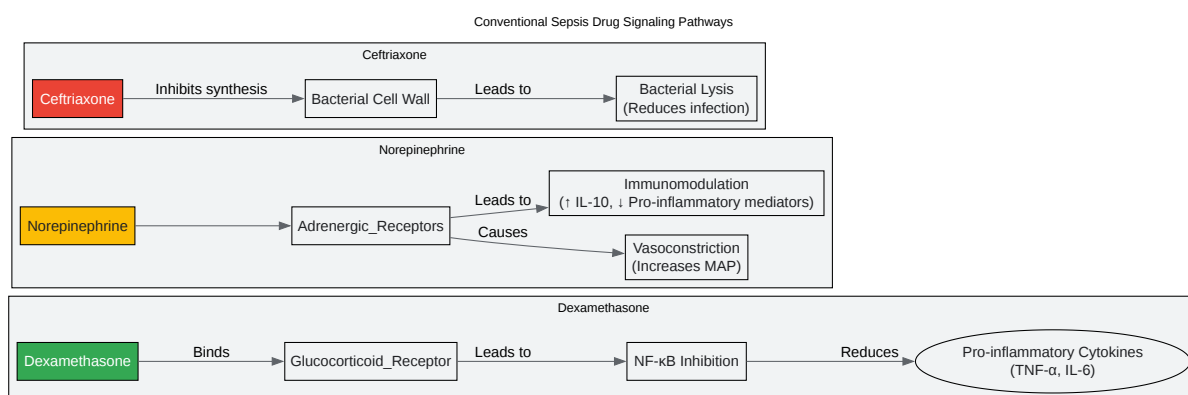 Conventional Sepsis Drug Signaling Pathways
Ceftriaxone
Ceftriaxone
Inhibits synthesis
Bacterial Cell Wall
Leads to
Bacterial Lysis
(Reduces infection)
Norepinephrine
Norepinephrine
Adrenergic_Receptors
Leads to
Immunomodulation
(↑ IL-10, ↓ Pro-inflammatory mediators)
Causes
Vasoconstriction
(Increases MAP)
Dexamethasone
Dexamethasone
Binds
Glucocorticoid_Receptor
Leads to
NF-κB Inhibition
Reduces
Pro-inflammatory Cytokines
(TNF-α, IL-6)